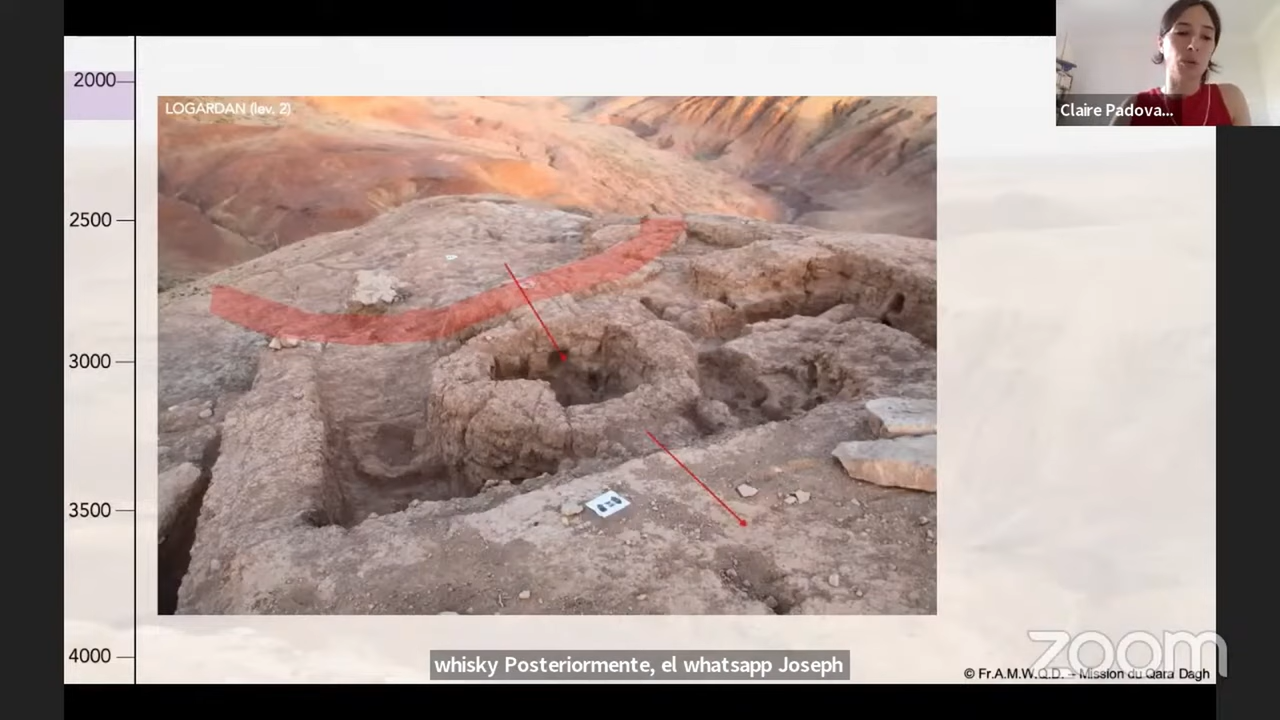 2000
LOGARDAN (lev. 2)
Claire Padova...
2500
3000
3500
4000
whisky Posteriormente, el whatsapp Joseph
zoom
© Fr.A.M.W.Q.D. – Mission du Qara Dagh